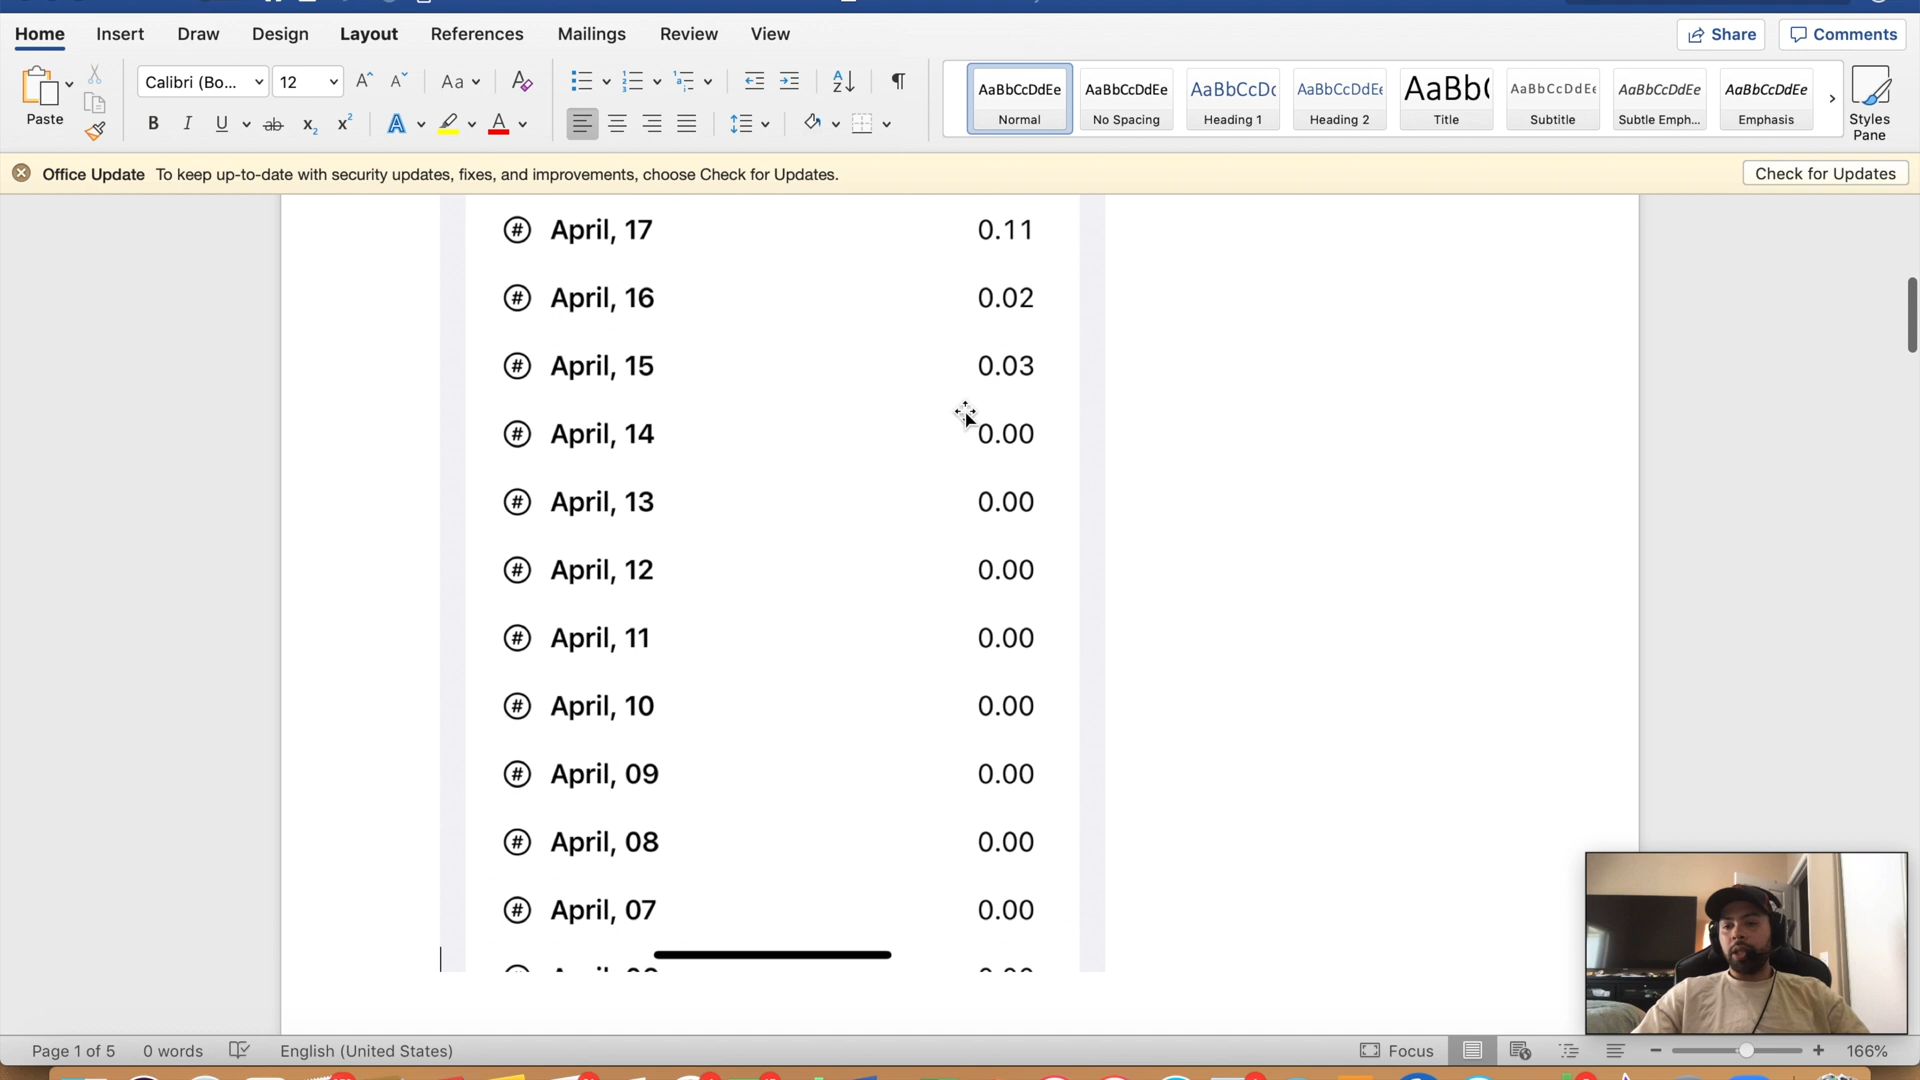 Home Insert Draw Design Layout References Mailings Review View Share Comments
Calibri (Bo... 12 Aa
Paste
B I U ab x₂ x² A A
AaBbCcDdEe AaBbCcDdEe AaBbCcDc AaBbCcDdEe AaBb( AaBbCcDdEe AaBbCcDdEe AaBbCcDdEe
Normal No Spacing Heading 1 Heading 2 Title Subtitle Subtle Emph... Emphasis
Styles
Pane
Office Update To keep up-to-date with security updates, fixes, and improvements, choose Check for Updates. Check for Updates
# April, 17 0.11
# April, 16 0.02
# April, 15 0.03
# April, 14 0.00
# April, 13 0.00
# April, 12 0.00
# April, 11 0.00
# April, 10 0.00
# April, 09 0.00
# April, 08 0.00
# April, 07 0.00
Page 1 of 5 0 words English (United States) Focus 166%